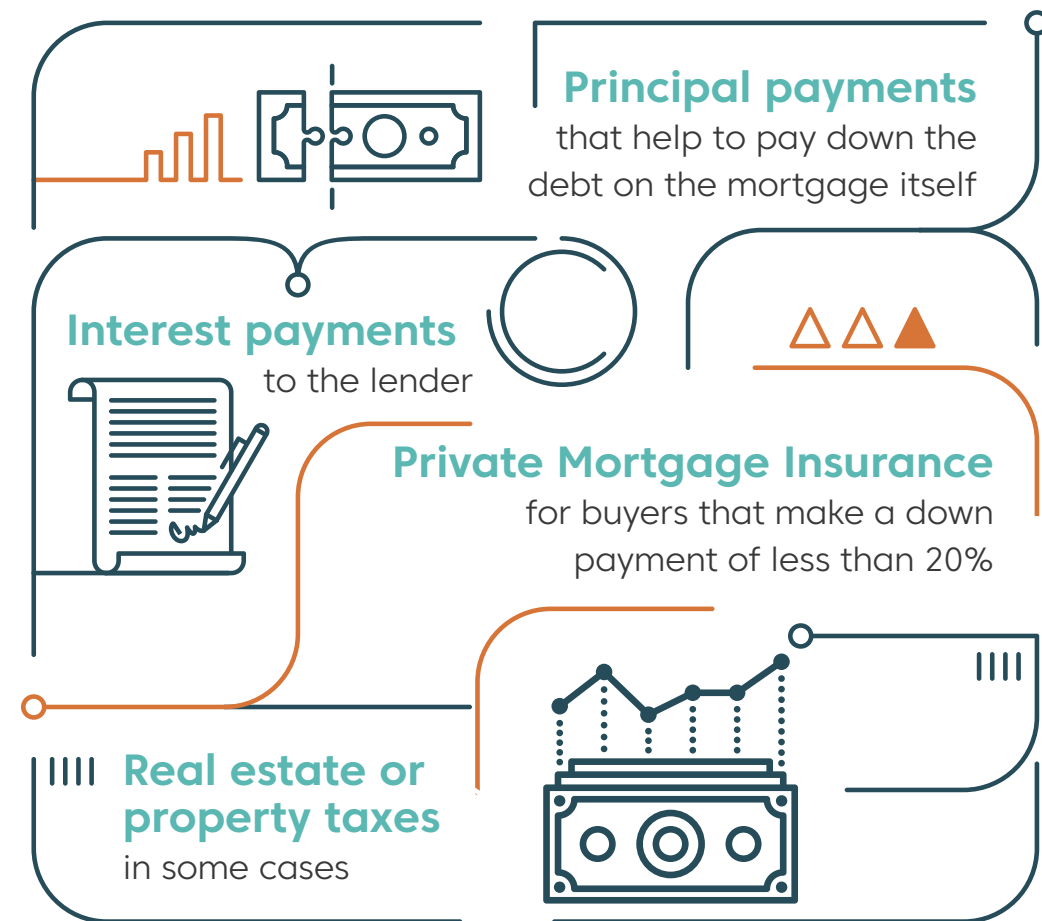 Principal payments
that help to pay down the
debt on the mortgage itself
Interest payments
to the lender
Private Mortgage Insurance
for buyers that make a down
payment of less than 20%
Real estate or
property taxes
in some cases